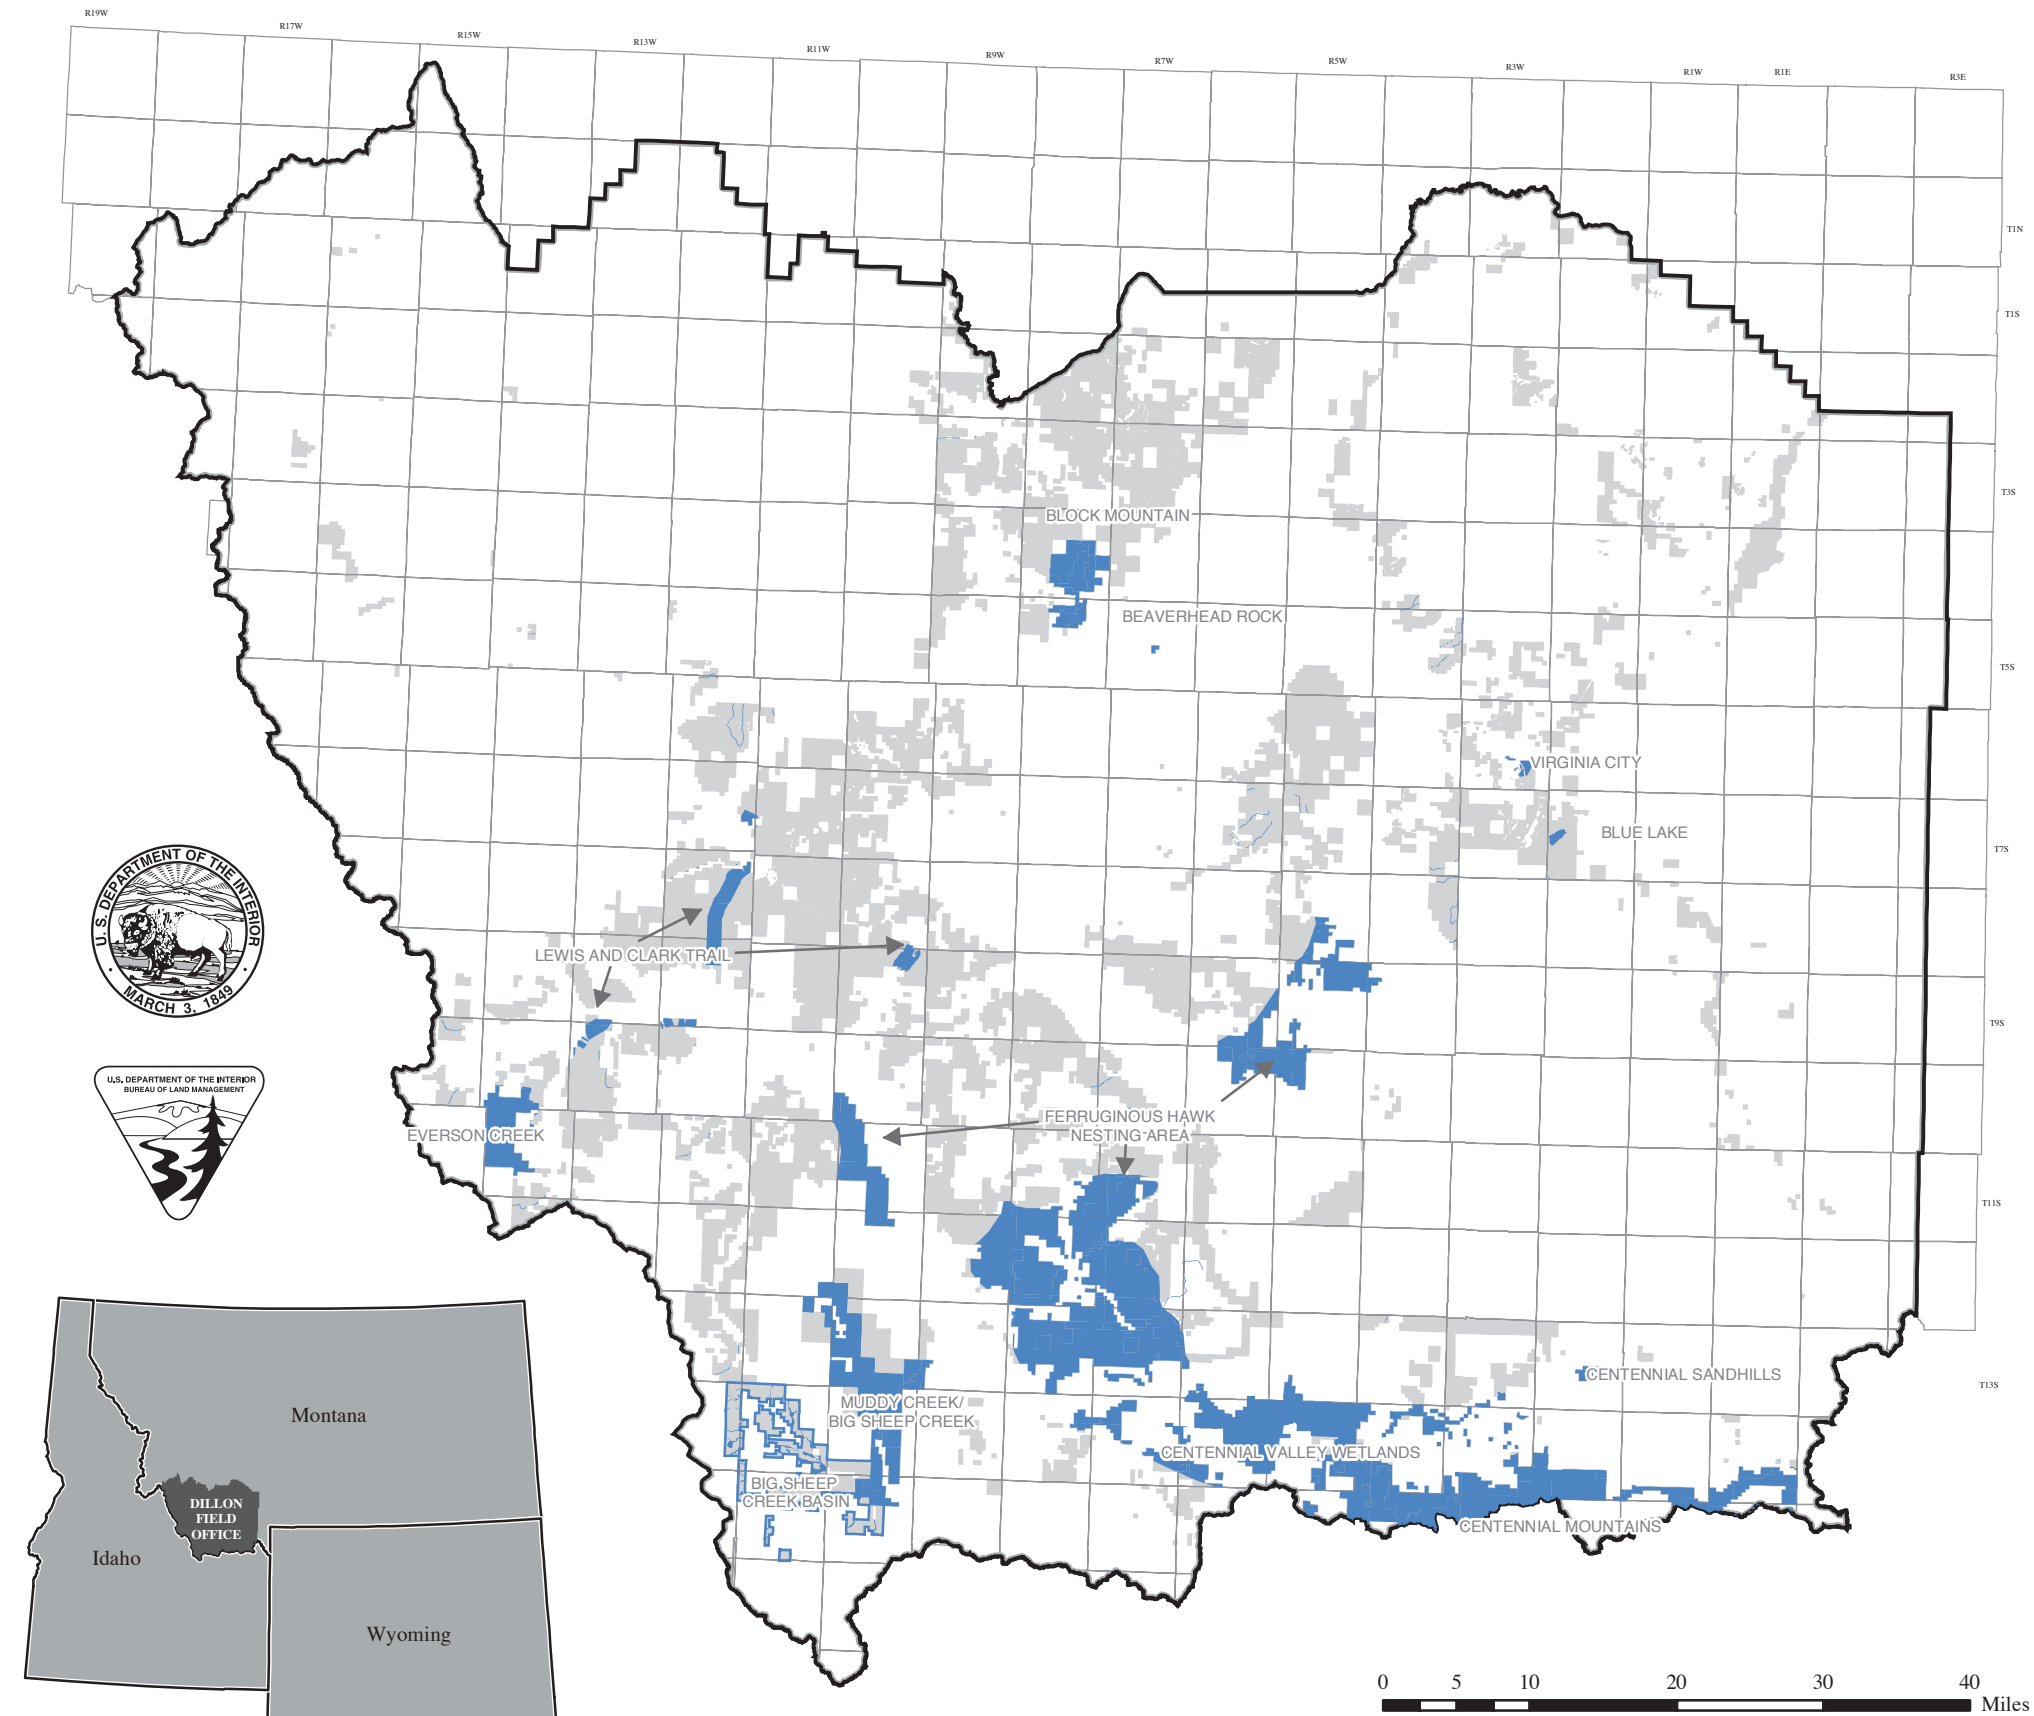 R19W
R17W
R15W
R13W
R11W
R9W
R7W
R5W
R3W
R1W
R1E
R3E
T1N
T1S
T3S
BLOCK MOUNTAIN
BEAVERHEAD ROCK
T5S
VIRGINIA CITY
BLUE LAKE
T7S
U. S. DEPARTMENT OF THE INTERIOR
MARCH 3, 1849
LEWIS AND CLARK TRAIL
T9S
U.S. DEPARTMENT OF THE INTERIOR
BUREAU OF LAND MANAGEMENT
EVERSON CREEK
FERRUGINOUS HAWK
NESTING AREA
T11S
CENTENNIAL SANDHILLS
T13S
MUDDY CREEK/
BIG SHEEP CREEK
CENTENNIAL VALLEY WETLANDS
BIG SHEEP
CREEK BASIN
CENTENNIAL MOUNTAINS
Montana
DILLON
FIELD
OFFICE
Idaho
Wyoming
0 5 10 20 30 40
Miles